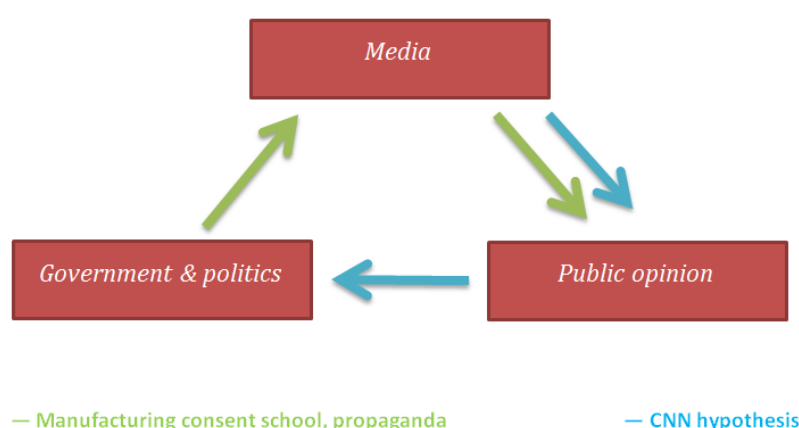 Media
Government & politics
Public opinion
— Manufacturing consent school, propaganda
— CNN hypothesis